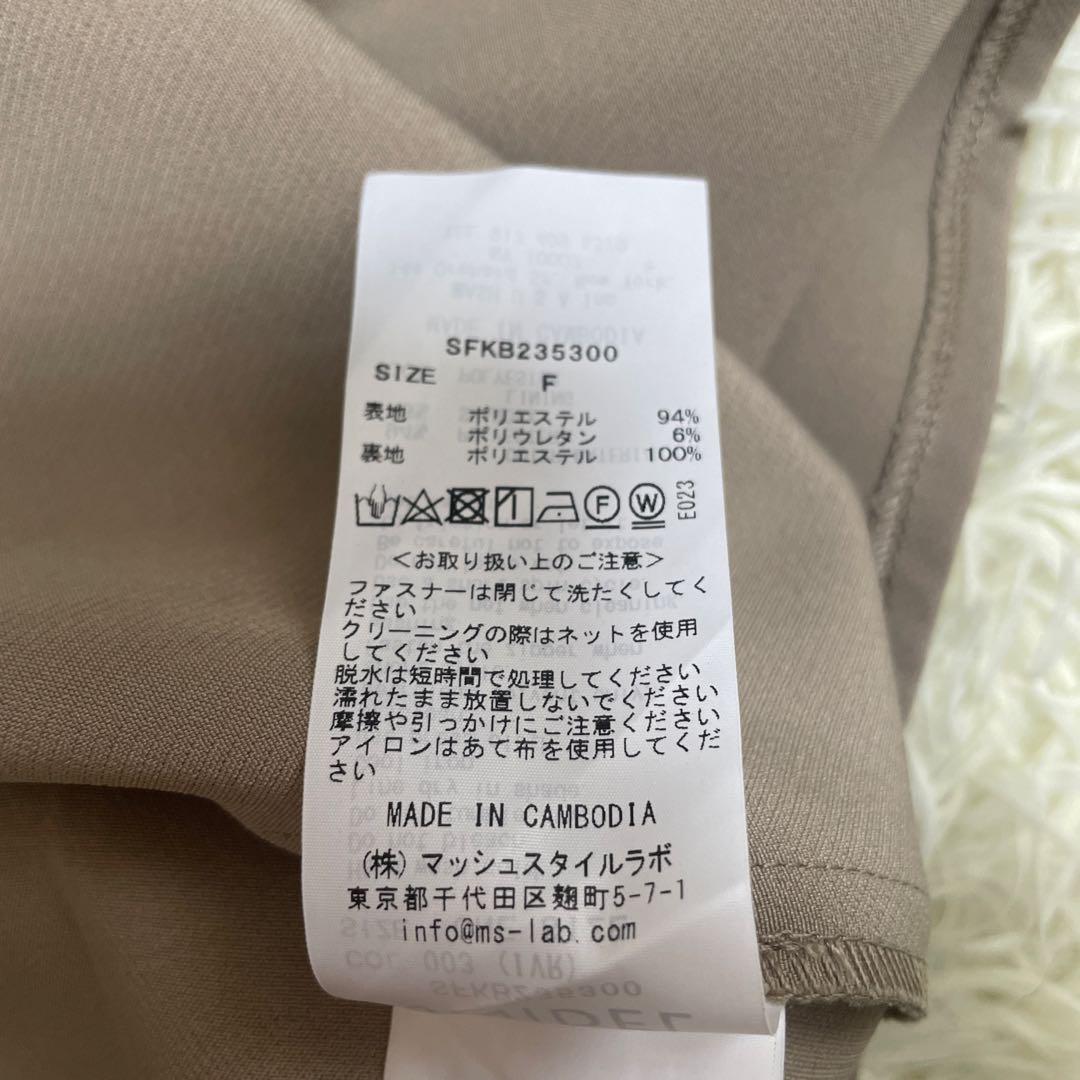 SFKB235300
SIZE F
表地 ポリエステル 94%
ポリウレタン 6%
裏地 ポリエステル 100%
F W E023
<お取り扱い上のご注意>
ファスナーは閉じて洗たくしてく
ださい
クリーニングの際はネットを使用
してください
脱水は短時間で処理してください
濡れたまま放置しないでください
摩擦や引っかけにご注意ください
アイロンはあて布を使用してくだ
さい
MADE IN CAMBODIA
(株)マッシュスタイルラボ
東京都千代田区麹町5-7-1
info@ms-lab.com